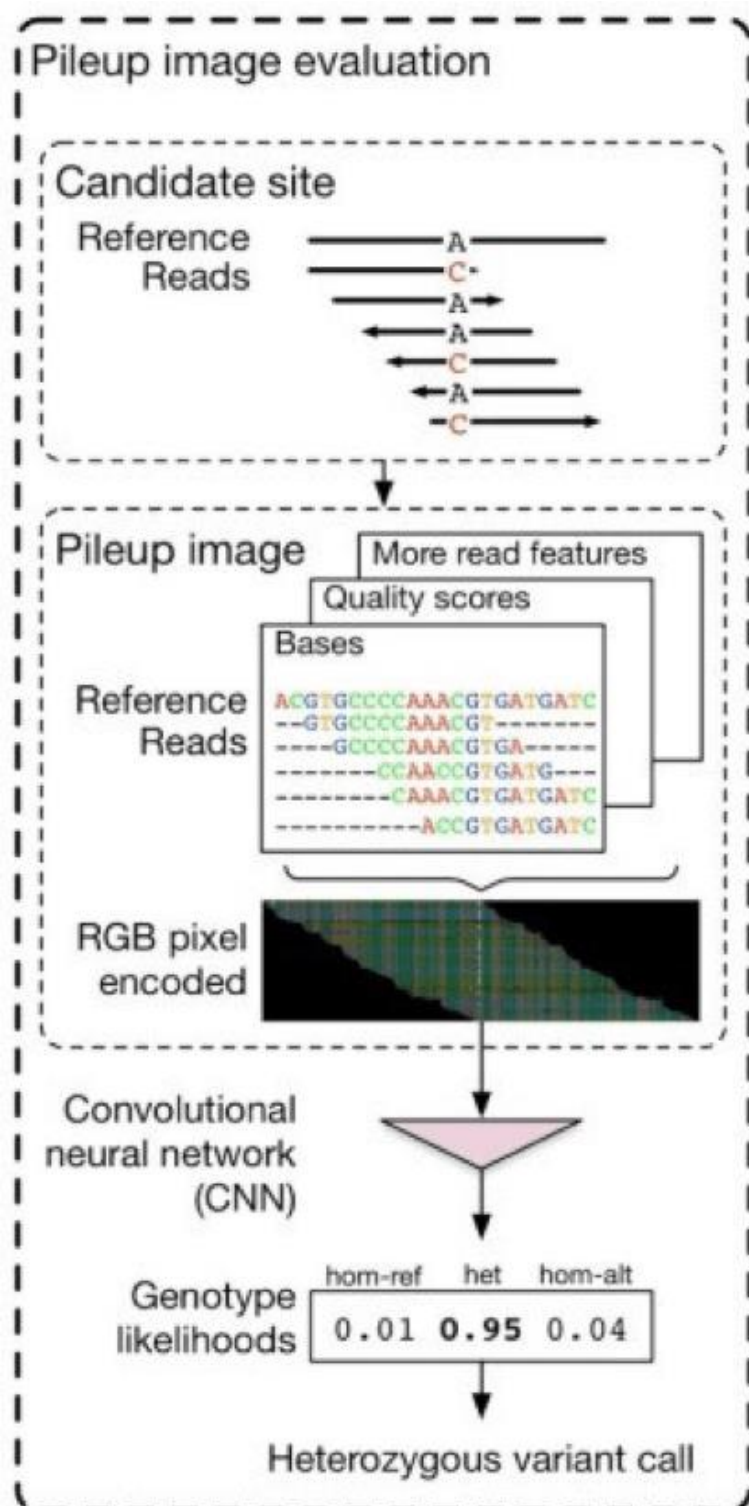 Pileup image evaluation
Candidate site
Reference
Reads
A
C
A
A
C
A
C
Pileup image
More read features
Quality scores
Bases
Reference
Reads
ACGTGCCCCAAACGTGATGATC
--GTGCCCCAAACGT-------
----GCCCCAAACGTGA-----
-------CCAACCGTGATG---
--------CAAACGTGATGATC
----------ACCGTGATGATC
RGB pixel
encoded
Convolutional
neural network
(CNN)
hom-ref het hom-alt
Genotype
likelihoods
0.01 0.95 0.04
Heterozygous variant call